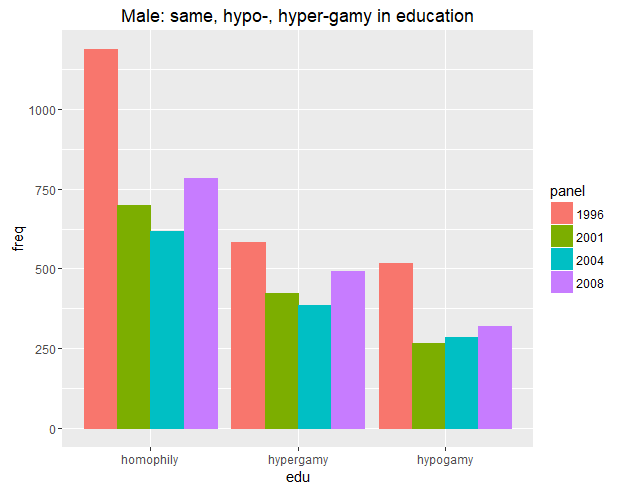 Male: same, hypo-, hyper-gamy in education
1000
750
500
250
0
freq
homophily hypergamy hypogamy
edu
panel
1996
2001
2004
2008